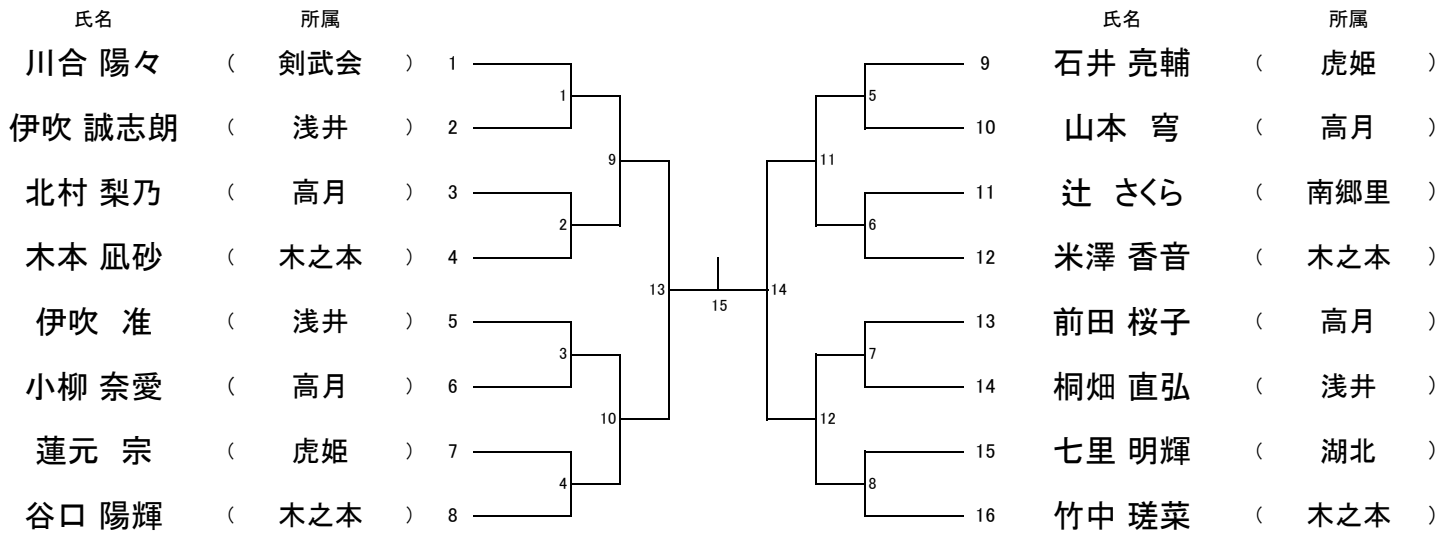 氏名 所属 氏名 所属
川合 陽々 ( 剣武会 ) 1 9 石井 亮輔 ( 虎姫 )
1 5
伊吹 誠志朗 ( 浅井 ) 2 10 山本 穹 ( 高月 )
9 11
北村 梨乃 ( 高月 ) 3 11 辻 さくら ( 南郷里 )
2 6
木本 凪砂 ( 木之本 ) 4 12 米澤 香音 ( 木之本 )
13 15 14
伊吹 准 ( 浅井 ) 5 13 前田 桜子 ( 高月 )
3 7
小柳 奈愛 ( 高月 ) 6 14 桐畑 直弘 ( 浅井 )
10 12
蓮元 宗 ( 虎姫 ) 7 15 七里 明輝 ( 湖北 )
4 8
谷口 陽輝 ( 木之本 ) 8 16 竹中 瑳菜 ( 木之本 )